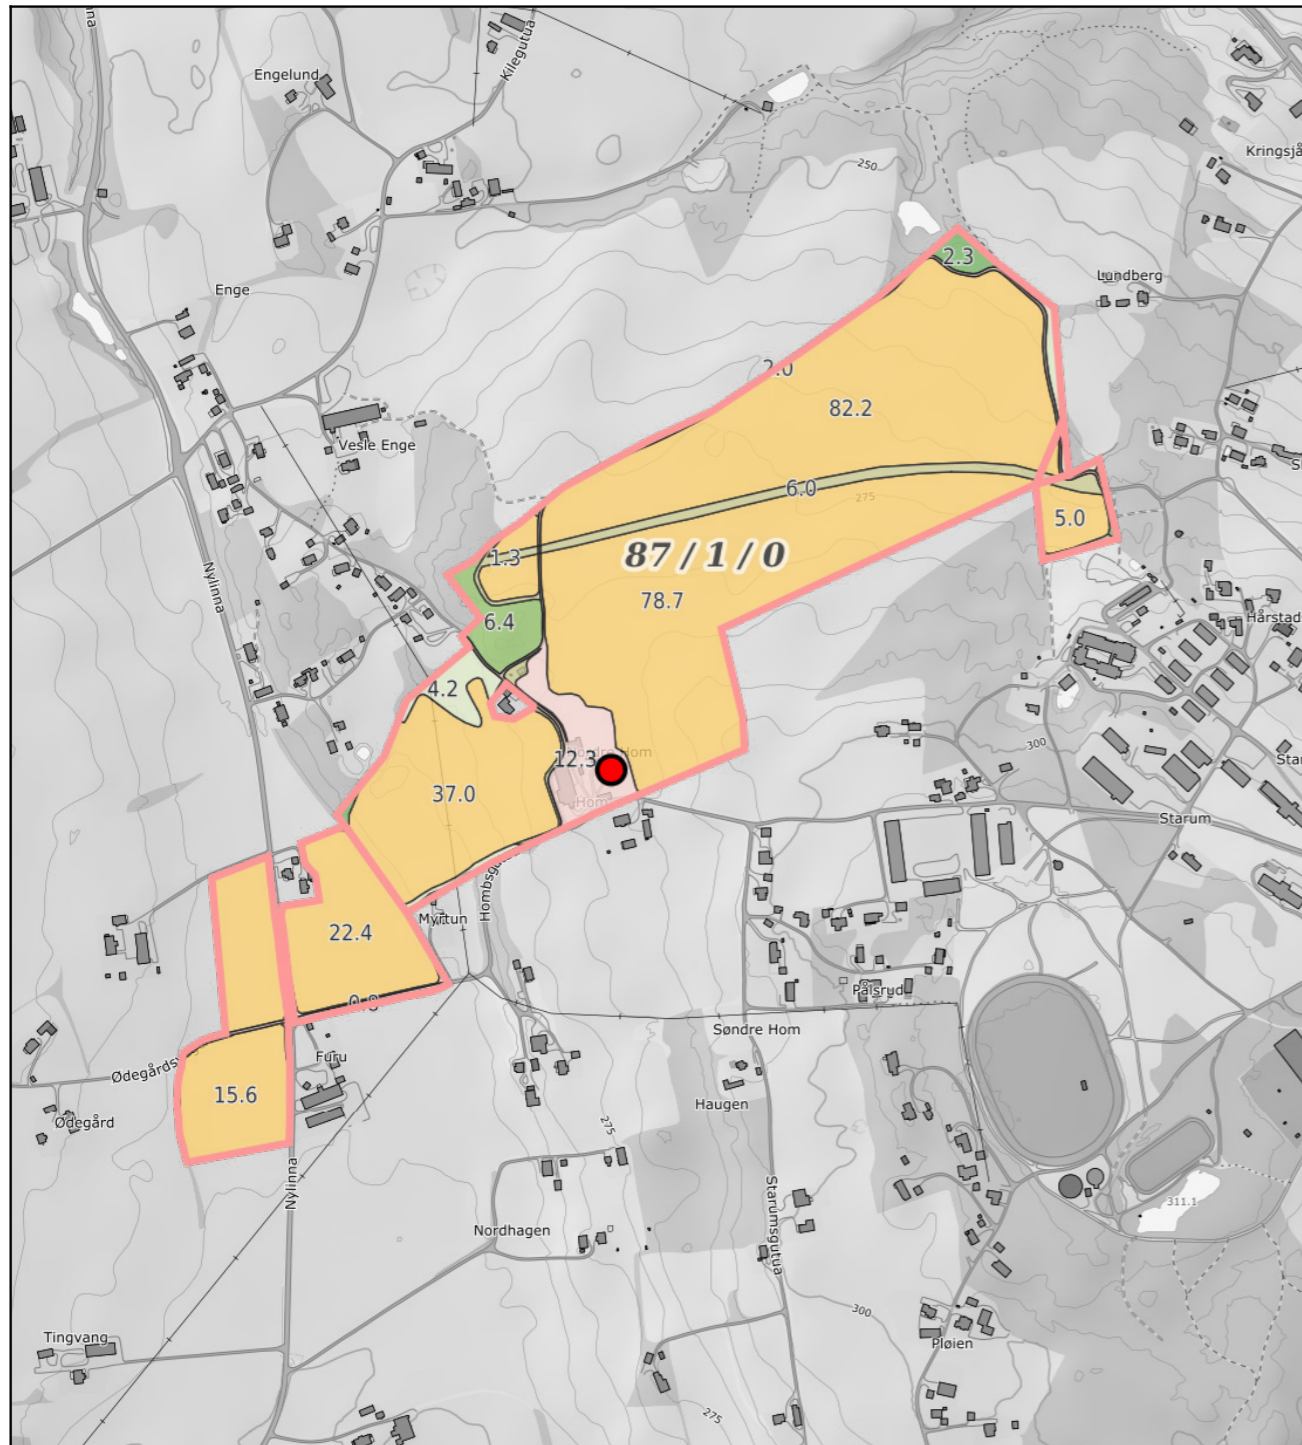 Kilegutua
Engelund
Kringsjå
250
2.3
Lundberg
Enge
2.0
82.2
Vesle Enge
6.0
275
5.0
1.3
87 / 1 / 0
78.7
Nylinna
6.4
Hårstad
4.2
300
12.3
37.0
Hom
Starum
Hombsgu
Myrtun
22.4
Pålsrud
Søndre Hom
Furu
Ødegårdsv
15.6
Haugen
Ødegård
275
Nylinna
Starumsgutua
311.1
Nordhagen
300
Tingvang
Pløien
275